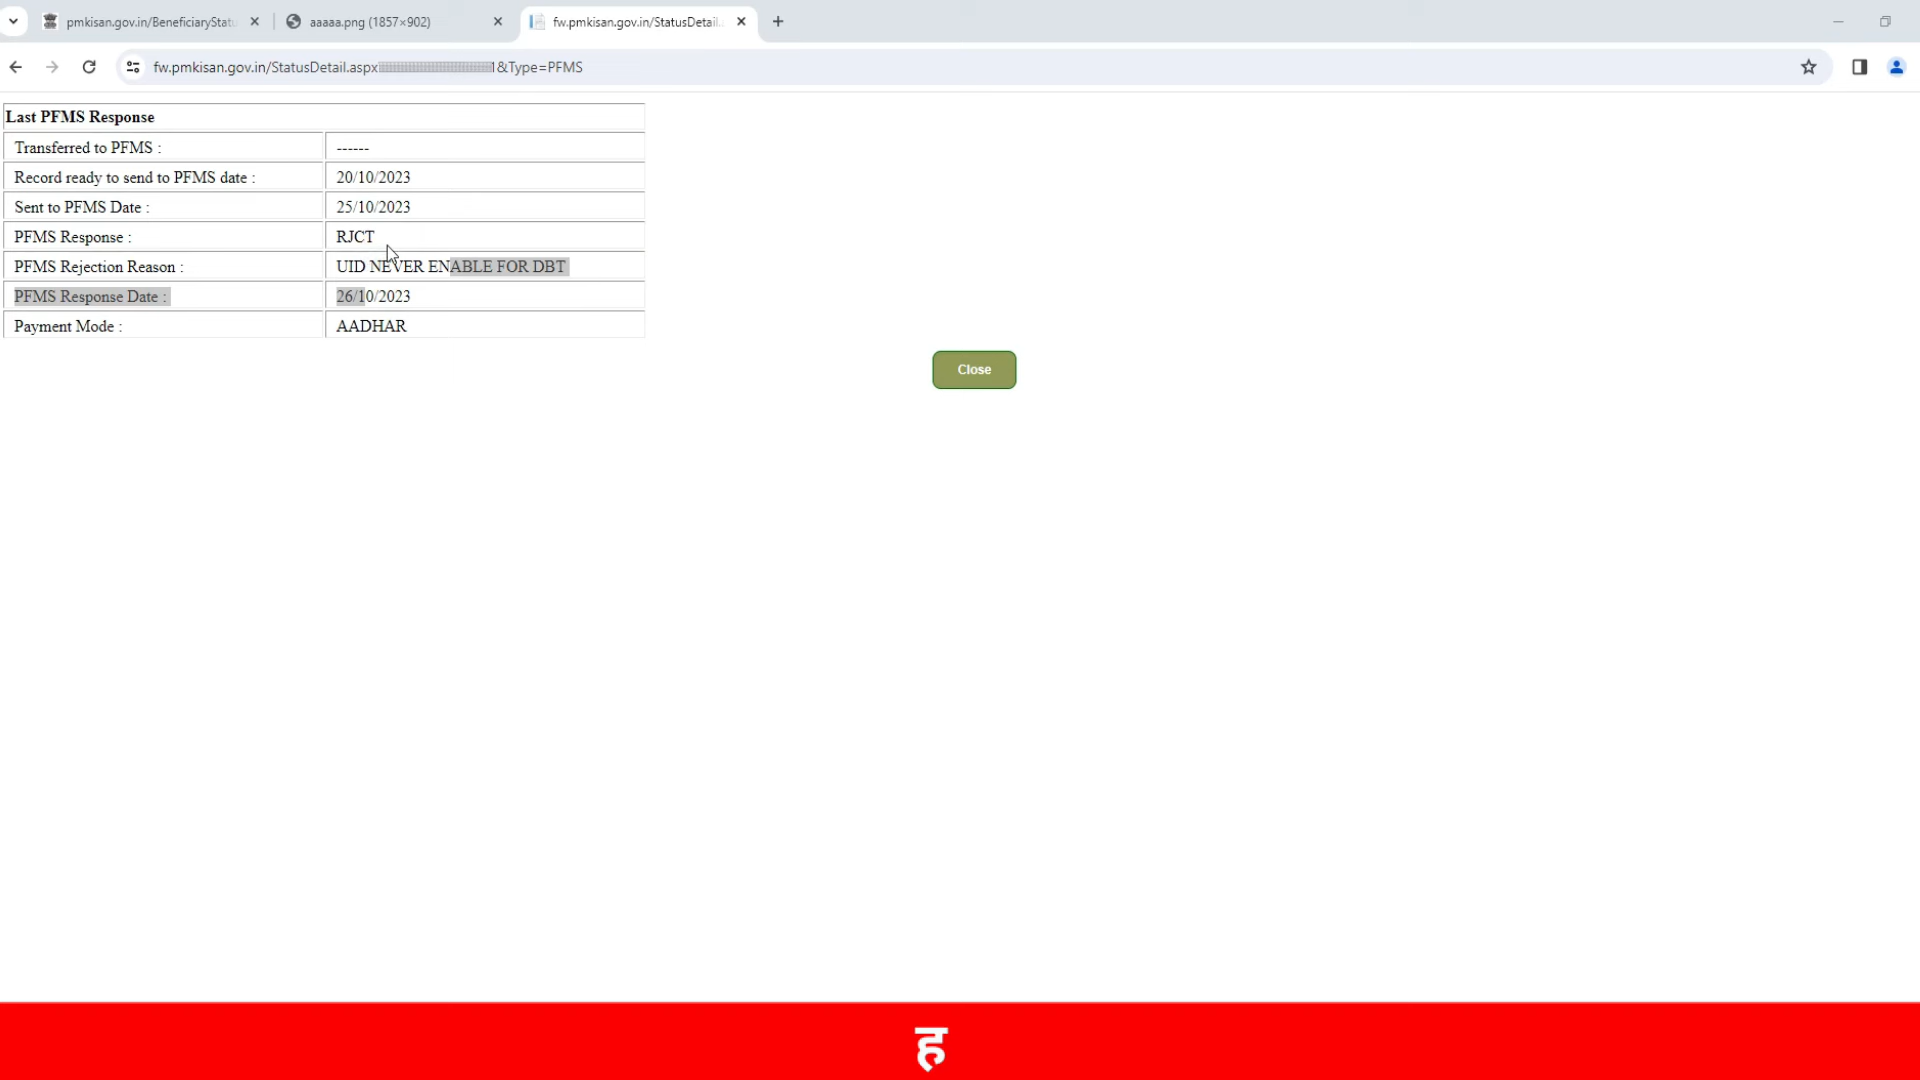 pmkisan.gov.in/BeneficiaryStatu
aaaaa.png (1857×902)
fw.pmkisan.gov.in/StatusDetail.
fw.pmkisan.gov.in/StatusDetail.aspx 1&Type=PFMS
Last PFMS Response
Transferred to PFMS : ------
Record ready to send to PFMS date : 20/10/2023
Sent to PFMS Date : 25/10/2023
PFMS Response : RJCT
PFMS Rejection Reason : UID NEVER ENABLE FOR DBT
PFMS Response Date : 26/10/2023
Payment Mode : AADHAR
Close
ह